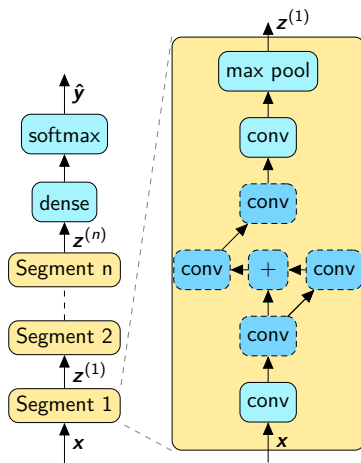 ŷ
softmax
dense
z^(n)
Segment n
Segment 2
z^(1)
Segment 1
x
z^(1)
max pool
conv
conv
conv + conv
conv
conv
x